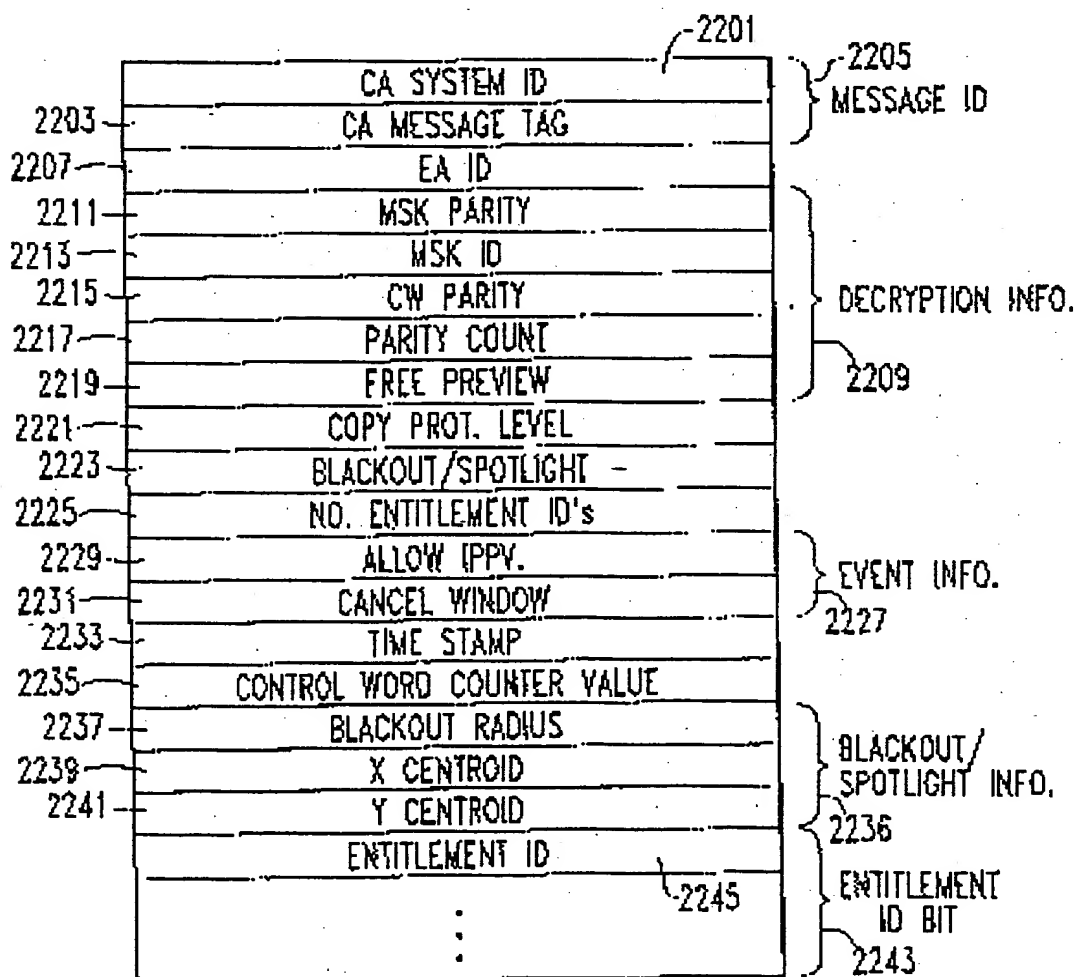 2201
CA SYSTEM ID
2205
MESSAGE ID
2203
CA MESSAGE TAG
2207
EA ID
2211
MSK PARITY
2213
MSK ID
2215
CW PARITY
DECRYPTION INFO.
2217
PARITY COUNT
2209
2219
FREE PREVIEW
2221
COPY PROT. LEVEL
2223
BLACKOUT/SPOTLIGHT -
2225
NO. ENTITLEMENT ID's
2229
ALLOW IPPV.
EVENT INFO.
2231
CANCEL WINDOW
2227
2233
TIME STAMP
2235
CONTROL WORD COUNTER VALUE
2237
BLACKOUT RADIUS
BLACKOUT/
SPOTLIGHT INFO.
2239
X CENTROID
2241
Y CENTROID
2236
ENTITLEMENT ID
2245
ENTITLEMENT
ID BIT
2243